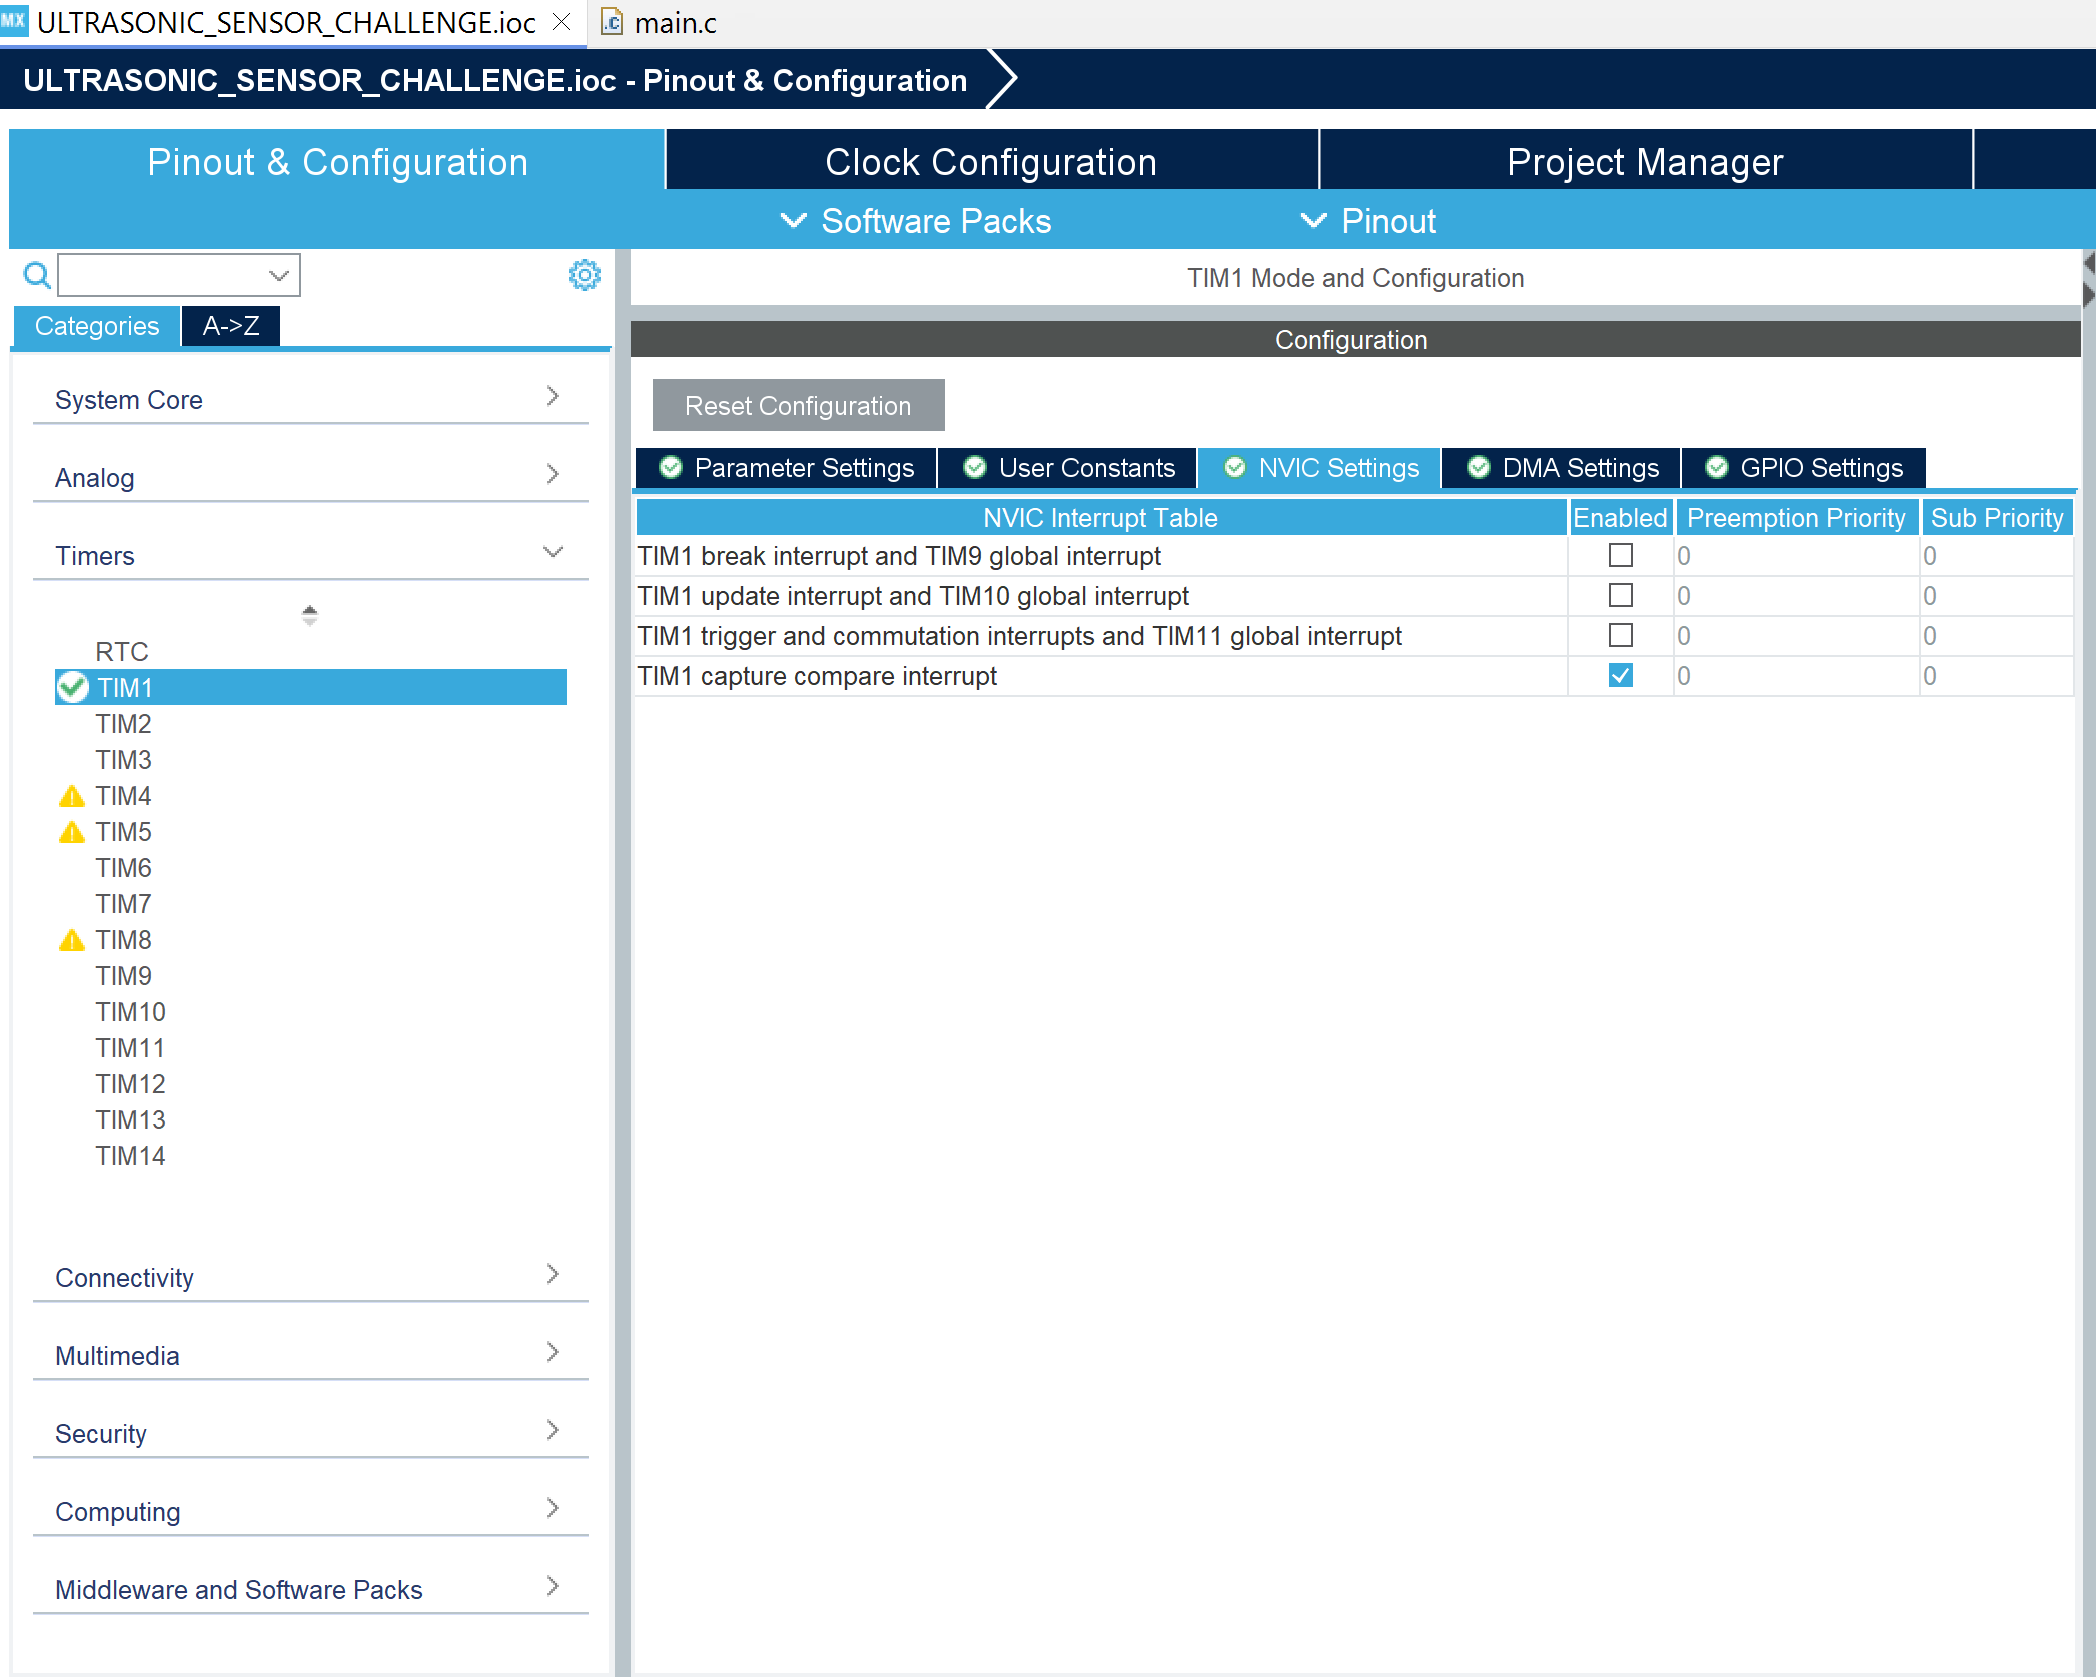 MX ULTRASONIC_SENSOR_CHALLENGE.ioc
.c main.c
ULTRASONIC_SENSOR_CHALLENGE.ioc - Pinout & Configuration
Pinout & Configuration
Clock Configuration
Project Manager
Software Packs
Pinout
Categories
A->Z
System Core
Analog
Timers
RTC
TIM1
TIM2
TIM3
TIM4
TIM5
TIM6
TIM7
TIM8
TIM9
TIM10
TIM11
TIM12
TIM13
TIM14
Connectivity
Multimedia
Security
Computing
Middleware and Software Packs
TIM1 Mode and Configuration
Configuration
Reset Configuration
Parameter Settings
User Constants
NVIC Settings
DMA Settings
GPIO Settings
NVIC Interrupt Table Enabled Preemption Priority Sub Priority
TIM1 break interrupt and TIM9 global interrupt 0 0
TIM1 update interrupt and TIM10 global interrupt 0 0
TIM1 trigger and commutation interrupts and TIM11 global interrupt 0 0
TIM1 capture compare interrupt 0 0